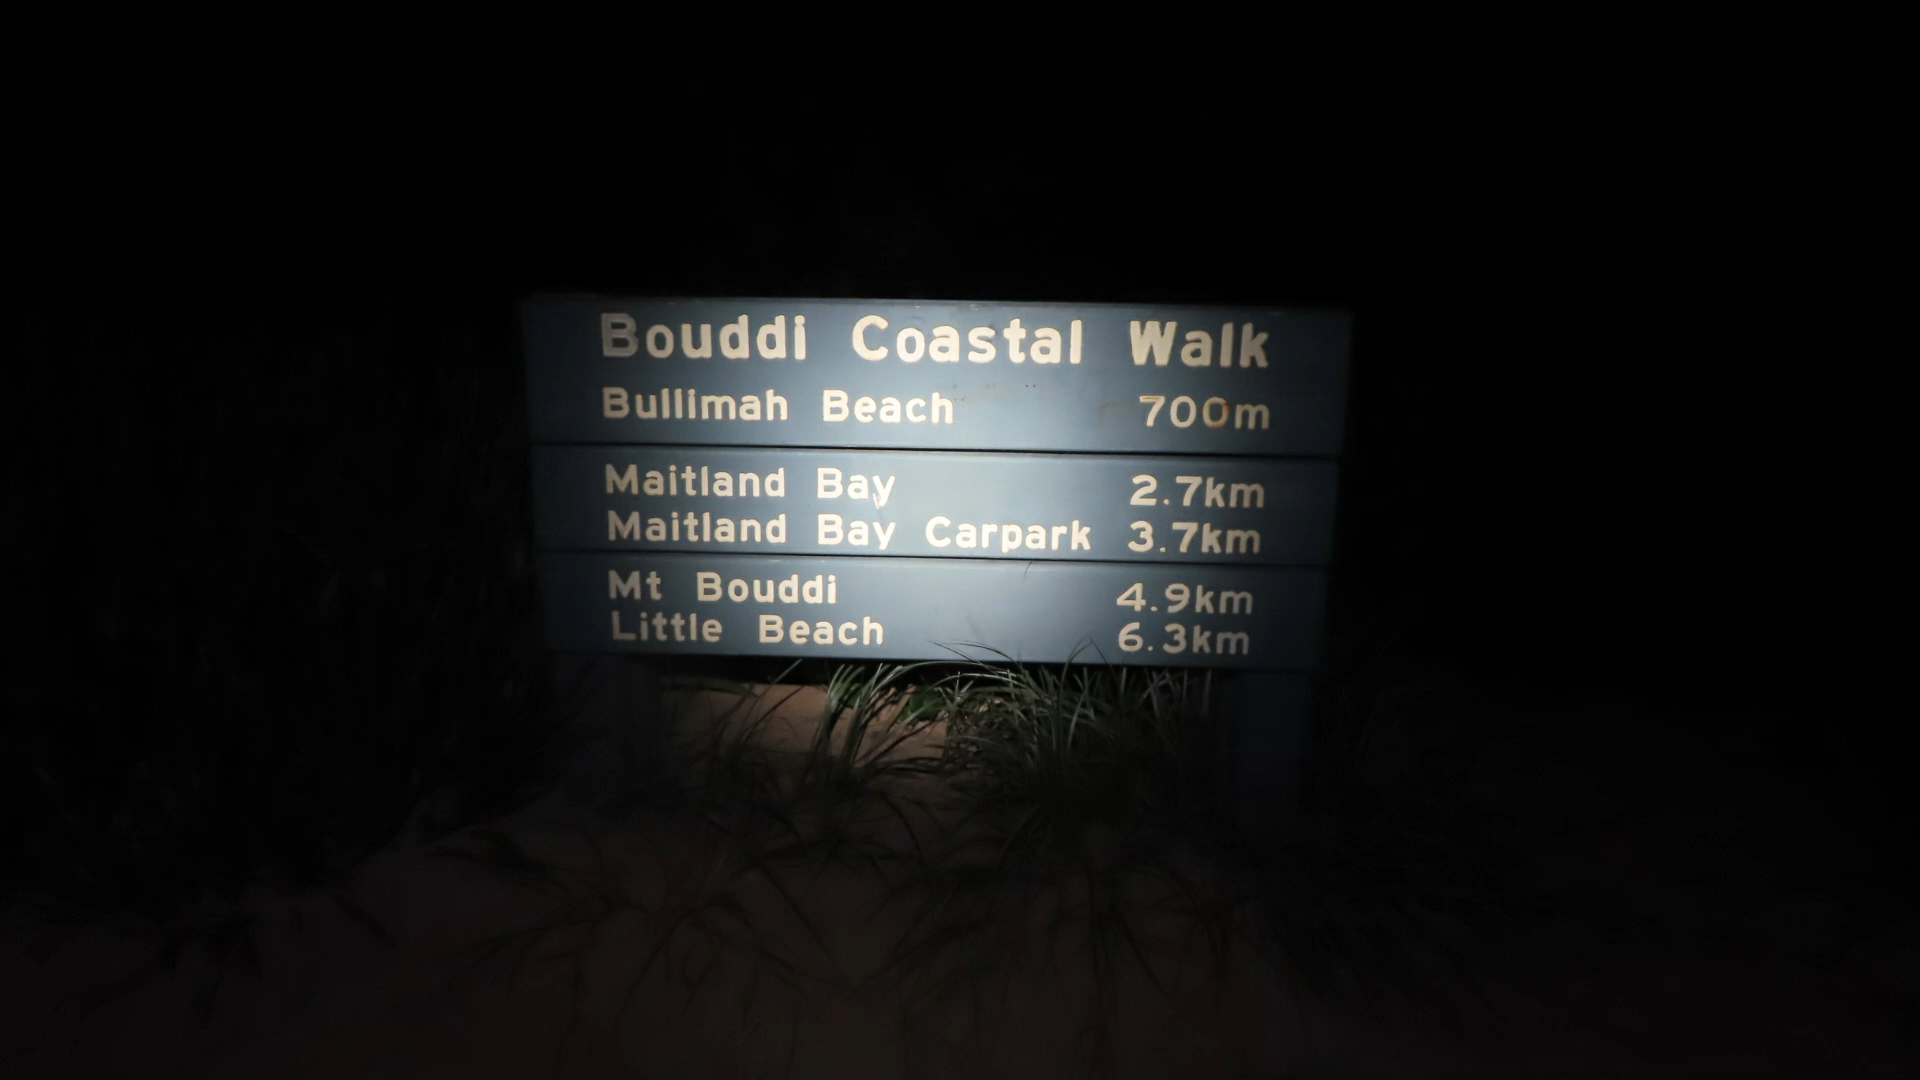 Bouddi Coastal Walk
Bullimah Beach 700m
Maitland Bay 2.7km
Maitland Bay Carpark 3.7km
Mt Bouddi 4.9km
Little Beach 6.3km